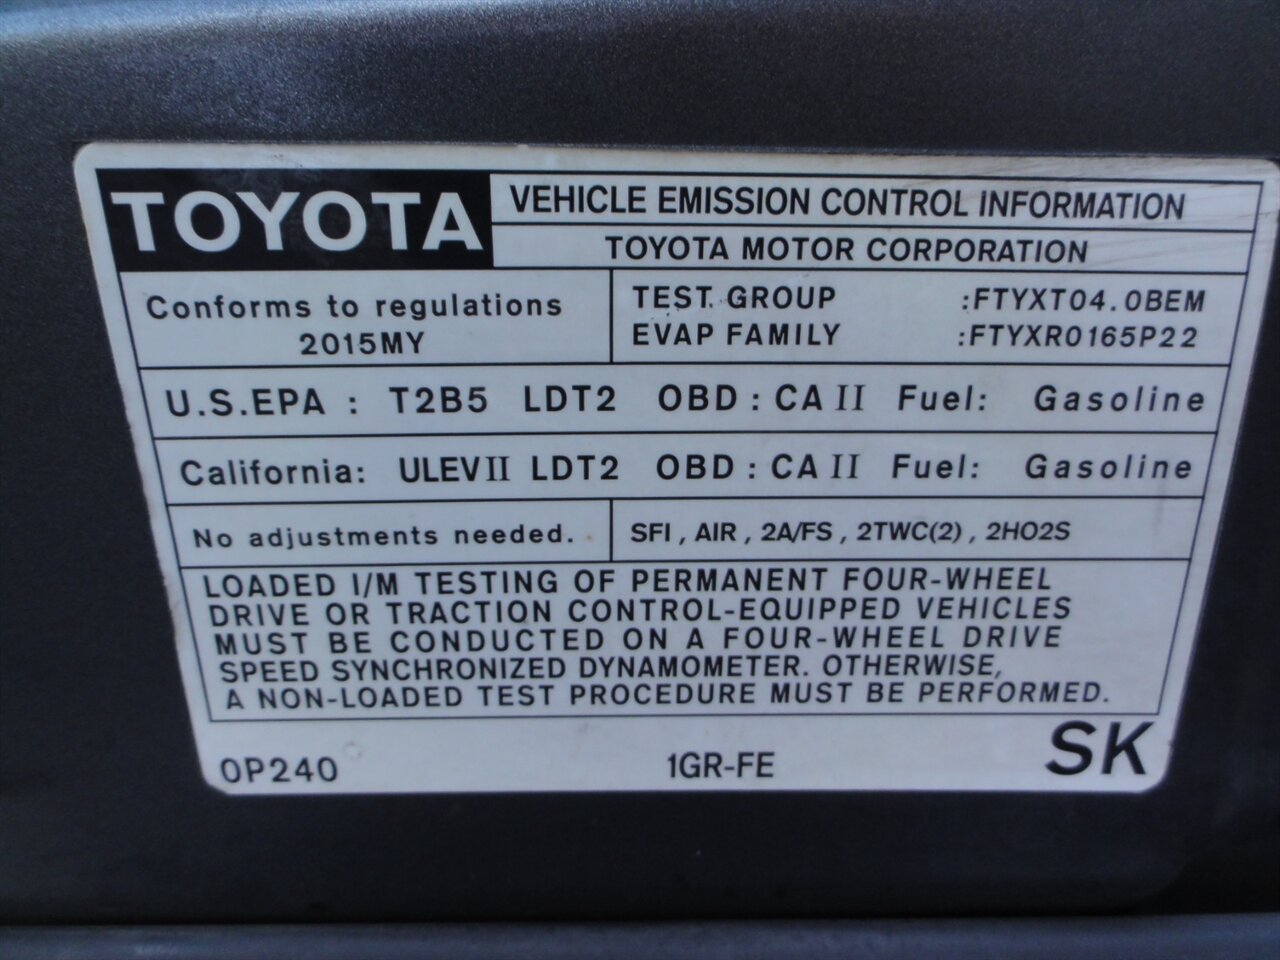 TOYOTA
VEHICLE EMISSION CONTROL INFORMATION
TOYOTA MOTOR CORPORATION
Conforms to regulations
2015MY
TEST GROUP :FTYXT04.0BEM
EVAP FAMILY :FTYXR0165P22
U.S.EPA : T2B5 LDT2 OBD : CA II Fuel: Gasoline
California: ULEV II LDT2 OBD : CA II Fuel: Gasoline
No adjustments needed.
SFI , AIR , 2A/FS , 2TWC(2) , 2HO2S
LOADED I/M TESTING OF PERMANENT FOUR-WHEEL
DRIVE OR TRACTION CONTROL-EQUIPPED VEHICLES
MUST BE CONDUCTED ON A FOUR-WHEEL DRIVE
SPEED SYNCHRONIZED DYNAMOMETER. OTHERWISE,
A NON-LOADED TEST PROCEDURE MUST BE PERFORMED.
0P240 1GR-FE SK